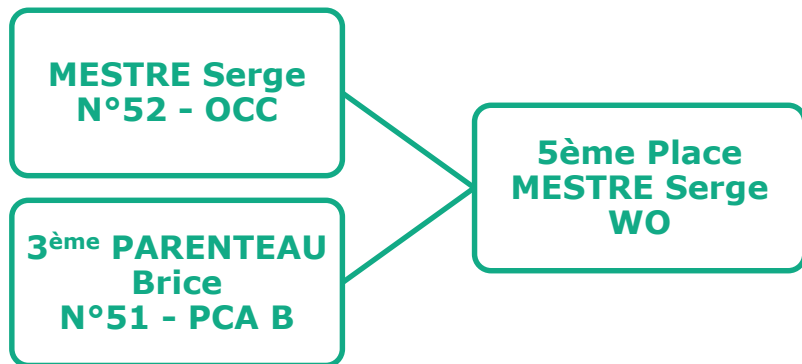 MESTRE Serge
N°52 - OCC
3ème PARENTEAU
Brice
N°51 - PCA B
5ème Place
MESTRE Serge
WO